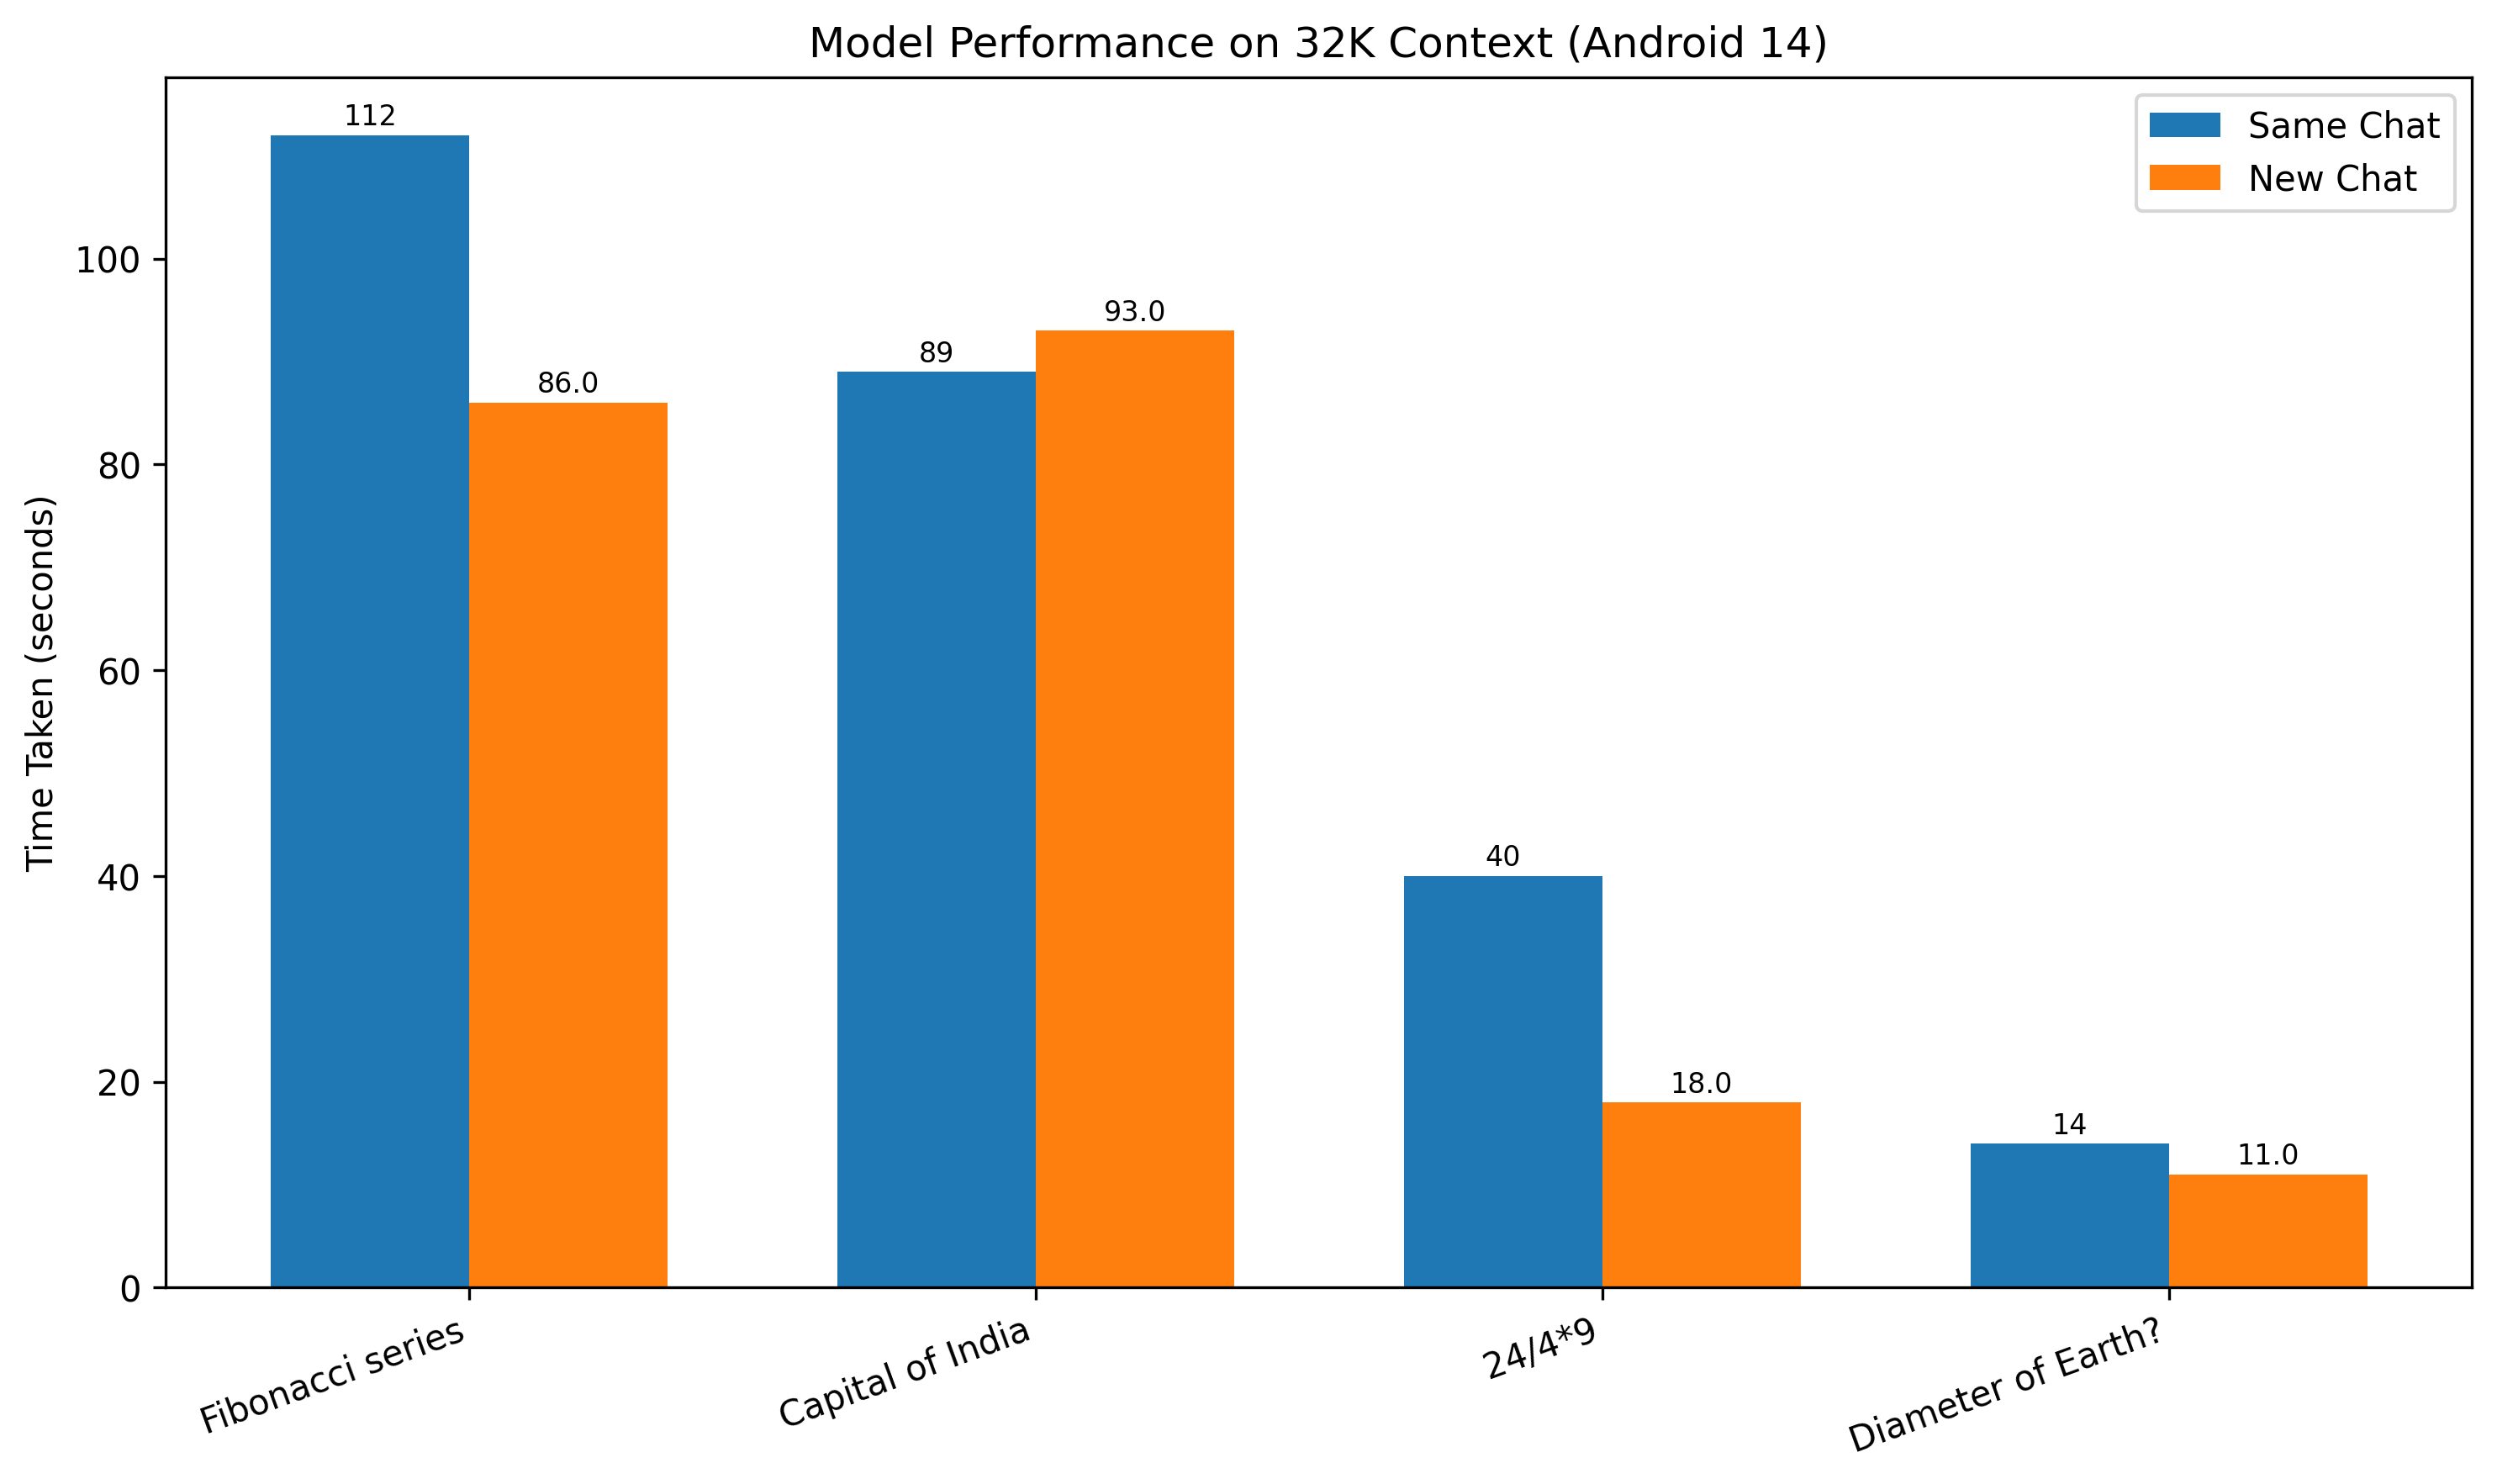 Model Performance on 32K Context (Android 14)
Same Chat
New Chat
Time Taken (seconds)
100
80
60
40
20
0
112
86.0
89
93.0
40
18.0
14
11.0
Fibonacci series
Capital of India
24/4*9
Diameter of Earth?